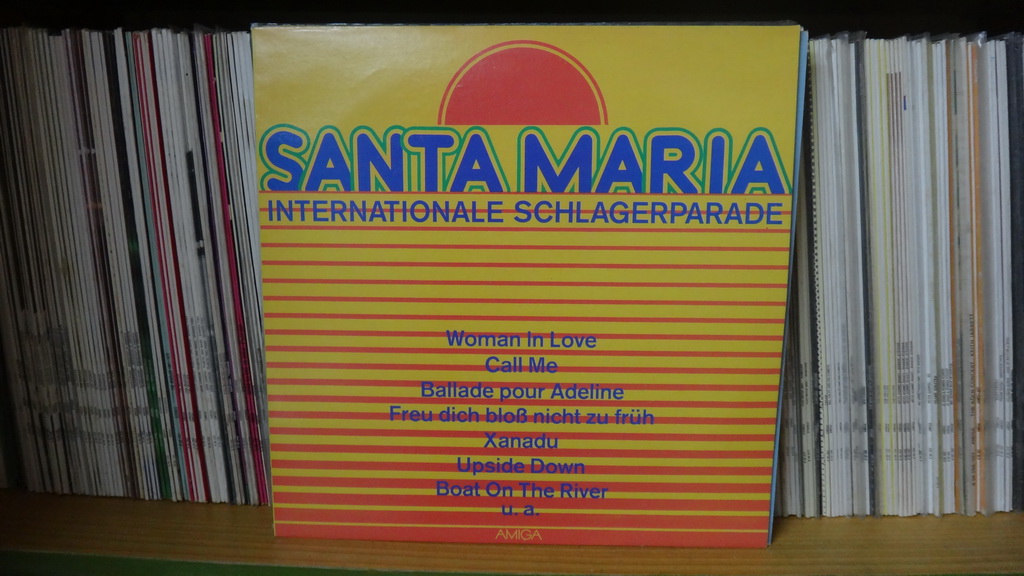 SANTA MARIA
INTERNATIONALE SCHLAGERPARADE
Woman In Love
Call Me
Ballade pour Adeline
Freu dich bloß nicht zu früh
Xanadu
Upside Down
Boat On The River
u. a.
AMIGA